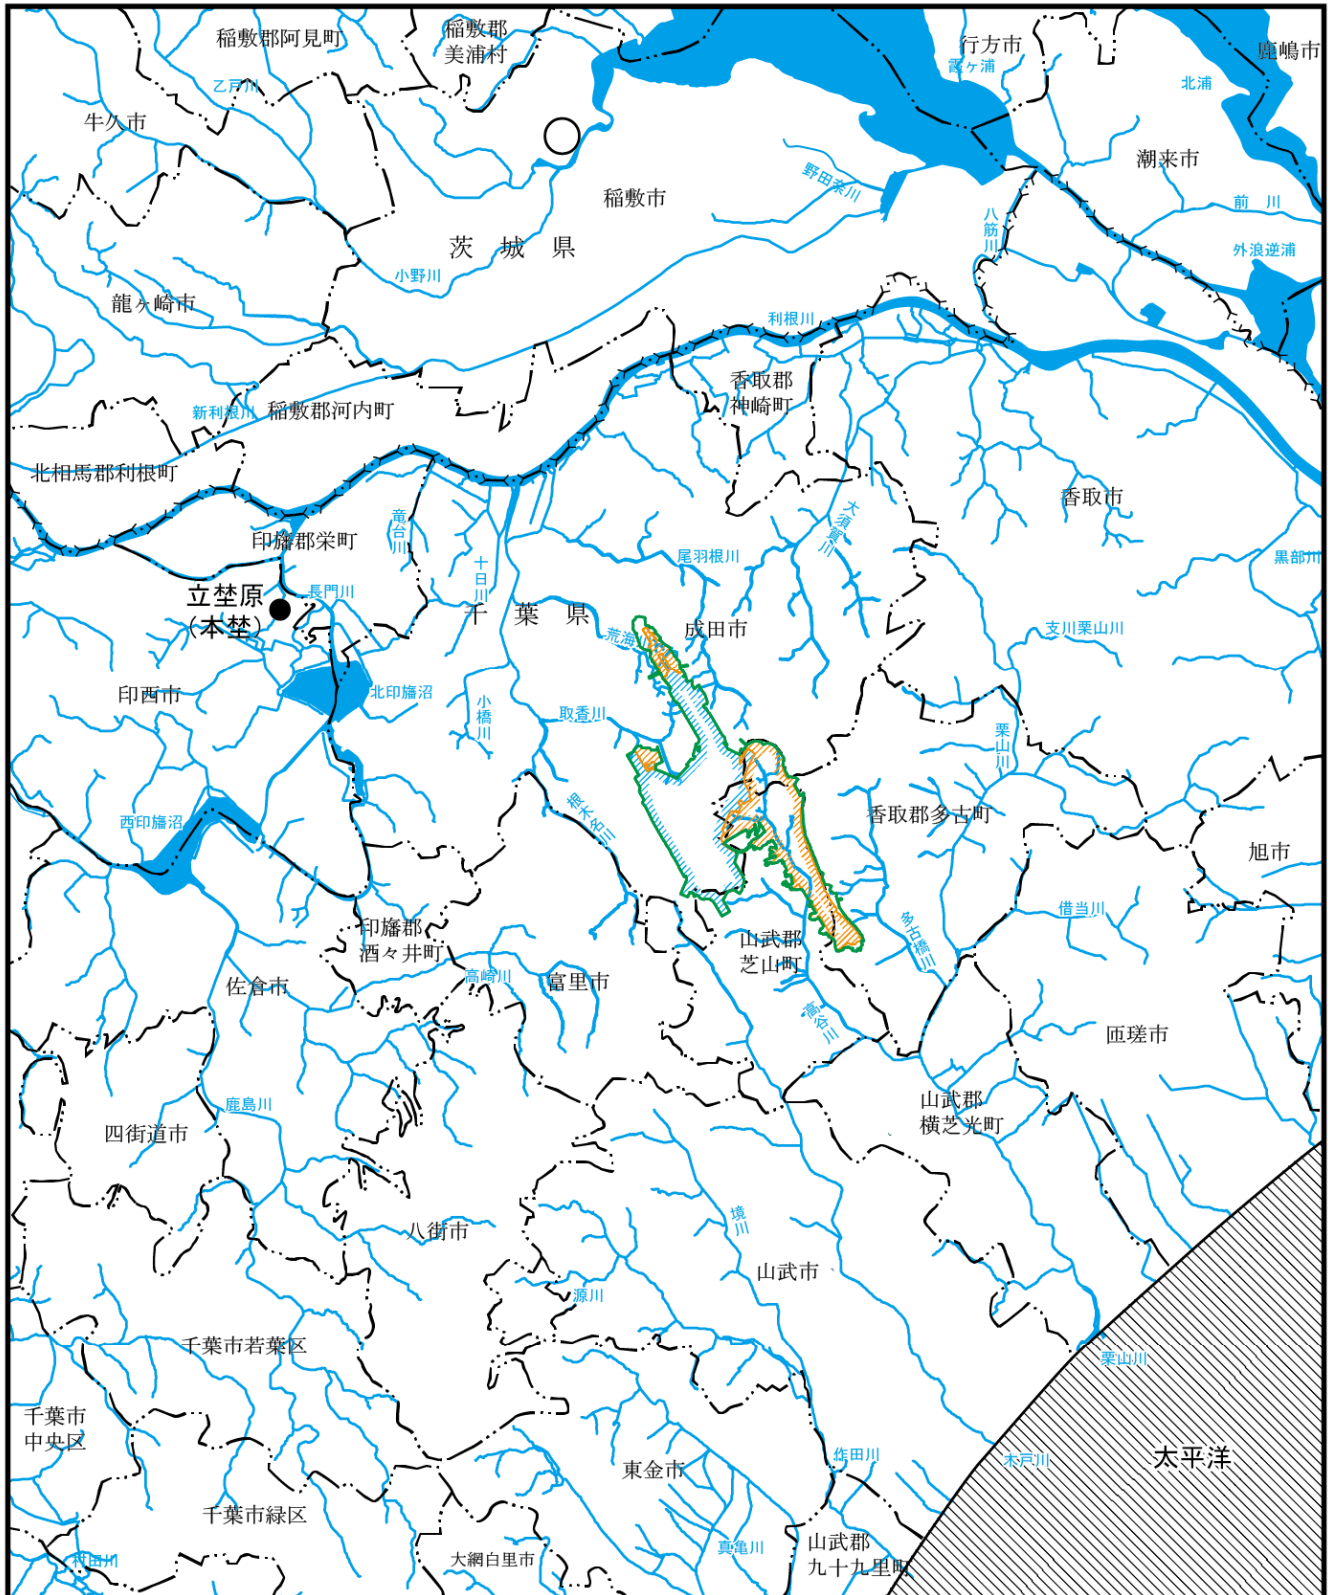 稲敷郡阿見町
稲敷郡
美浦村
行方市
霞ヶ浦
鹿嶋市
北浦
乙戸川
牛久市
潮来市
野田奈川
稲敷市
前 川
八筋川
茨 城 県
外浪逆浦
小野川
龍ヶ崎市
利根川
香取郡
神崎町
新利根川
稲敷郡河内町
北相馬郡利根町
香取市
大須賀川
竜台川
印旛郡栄町
尾羽根川
黒部川
十日川
立埜原
(本埜)
長門川
千 葉 県
荒海川
成田市
支川栗山川
印西市
北印旛沼
小橋川
取香川
栗山川
根木名川
西印旛沼
香取郡多古町
旭市
借当川
多古橋川
印旛郡
酒々井町
山武郡
芝山町
高崎川
富里市
佐倉市
高谷川
匝瑳市
鹿島川
山武郡
横芝光町
四街道市
境川
八街市
山武市
源川
千葉市若葉区
栗山川
千葉市
中央区
東金市
作田川
木戸川
太平洋
千葉市緑区
真亀川
山武郡
九十九里町
村田川
大網白里市